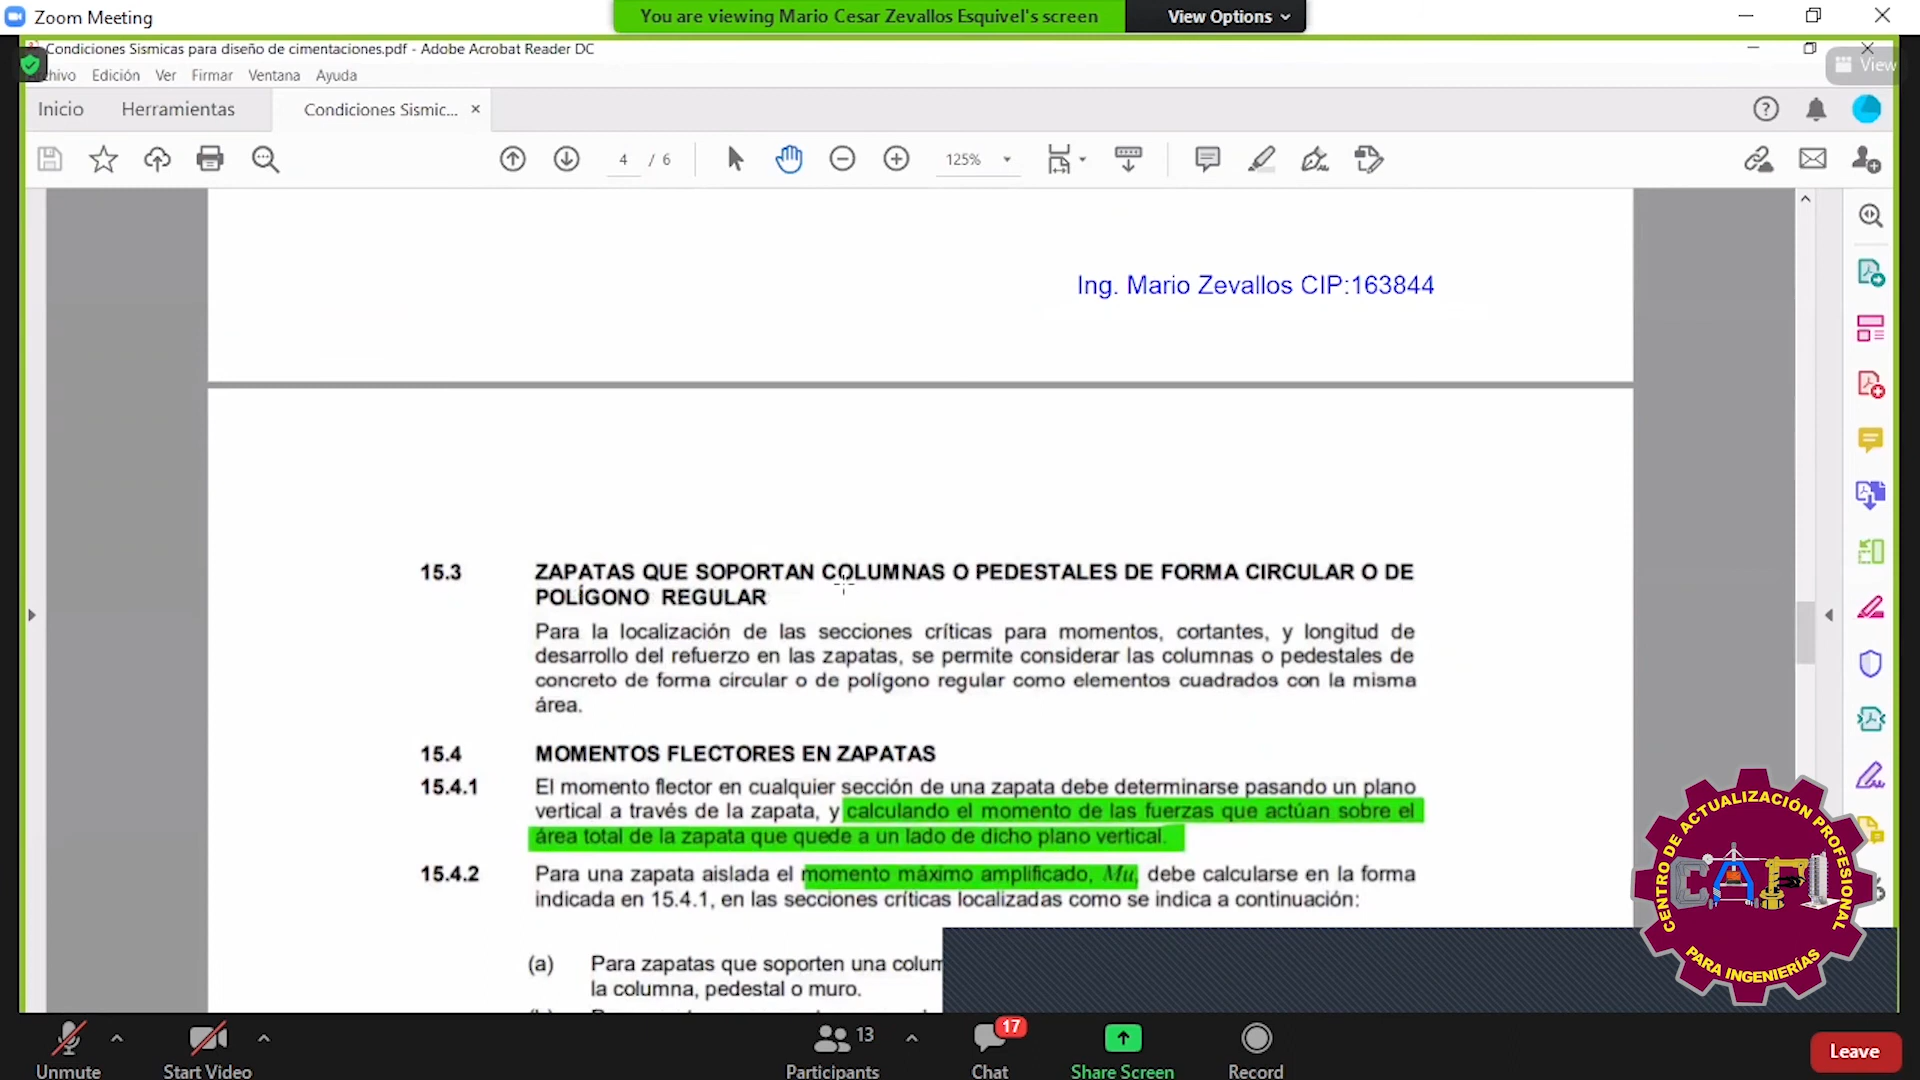 Zoom Meeting
You are viewing Mario Cesar Zevallos Esquivel's screen
View Options
Condiciones Sismicas para diseño de cimentaciones.pdf - Adobe Acrobat Reader DC
View
hivo Edición Ver Firmar Ventana Ayuda
Inicio Herramientas Condiciones Sismic... ×
4 / 6 125%
Ing. Mario Zevallos CIP:163844
15.3 ZAPATAS QUE SOPORTAN COLUMNAS O PEDESTALES DE FORMA CIRCULAR O DE
POLÍGONO REGULAR
Para la localización de las secciones críticas para momentos, cortantes, y longitud de
desarrollo del refuerzo en las zapatas, se permite considerar las columnas o pedestales de
concreto de forma circular o de polígono regular como elementos cuadrados con la misma
área.
15.4 MOMENTOS FLECTORES EN ZAPATAS
15.4.1 El momento flector en cualquier sección de una zapata debe determinarse pasando un plano
vertical a través de la zapata, y calculando el momento de las fuerzas que actúan sobre el
área total de la zapata que quede a un lado de dicho plano vertical.
15.4.2 Para una zapata aislada el momento máximo amplificado, Mu, debe calcularse en la forma
indicada en 15.4.1, en las secciones críticas localizadas como se indica a continuación:
(a) Para zapatas que soporten una colum
la columna, pedestal o muro.
CENTRO DE ACTUALIZACIÓN PROFESIONAL
CAPI
PARA INGENIERÍAS
Unmute
Start Video
13
Participants
17
Chat
Share Screen
Record
Leave